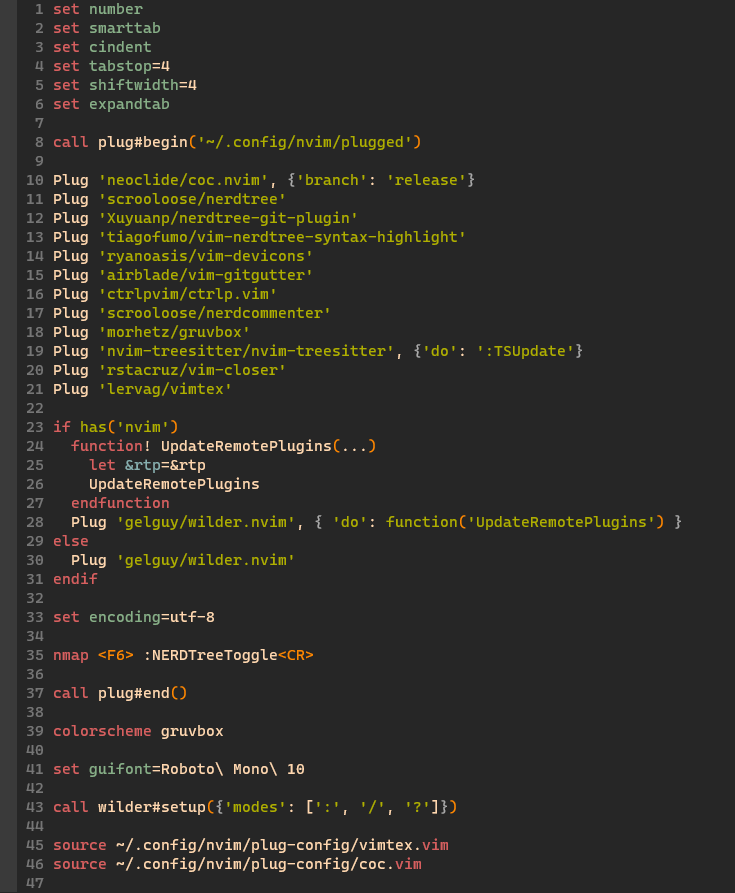 1 set number
2 set smarttab
3 set cindent
4 set tabstop=4
5 set shiftwidth=4
6 set expandtab
7
8 call plug#begin('~/.config/nvim/plugged')
9
10 Plug 'neoclide/coc.nvim', {'branch': 'release'}
11 Plug 'scrooloose/nerdtree'
12 Plug 'Xuyuanp/nerdtree-git-plugin'
13 Plug 'tiagofumo/vim-nerdtree-syntax-highlight'
14 Plug 'ryanoasis/vim-devicons'
15 Plug 'airblade/vim-gitgutter'
16 Plug 'ctrlpvim/ctrlp.vim'
17 Plug 'scrooloose/nerdcommenter'
18 Plug 'morhetz/gruvbox'
19 Plug 'nvim-treesitter/nvim-treesitter', {'do': ':TSUpdate'}
20 Plug 'rstacruz/vim-closer'
21 Plug 'lervag/vimtex'
22
23 if has('nvim')
24   function! UpdateRemotePlugins(...)
25     let &rtp=&rtp
26     UpdateRemotePlugins
27   endfunction
28   Plug 'gelguy/wilder.nvim', { 'do': function('UpdateRemotePlugins') }
29 else
30   Plug 'gelguy/wilder.nvim'
31 endif
32
33 set encoding=utf-8
34
35 nmap <F6> :NERDTreeToggle<CR>
36
37 call plug#end()
38
39 colorscheme gruvbox
40
41 set guifont=Roboto\ Mono\ 10
42
43 call wilder#setup({'modes': [':', '/', '?']})
44
45 source ~/.config/nvim/plug-config/vimtex.vim
46 source ~/.config/nvim/plug-config/coc.vim
47